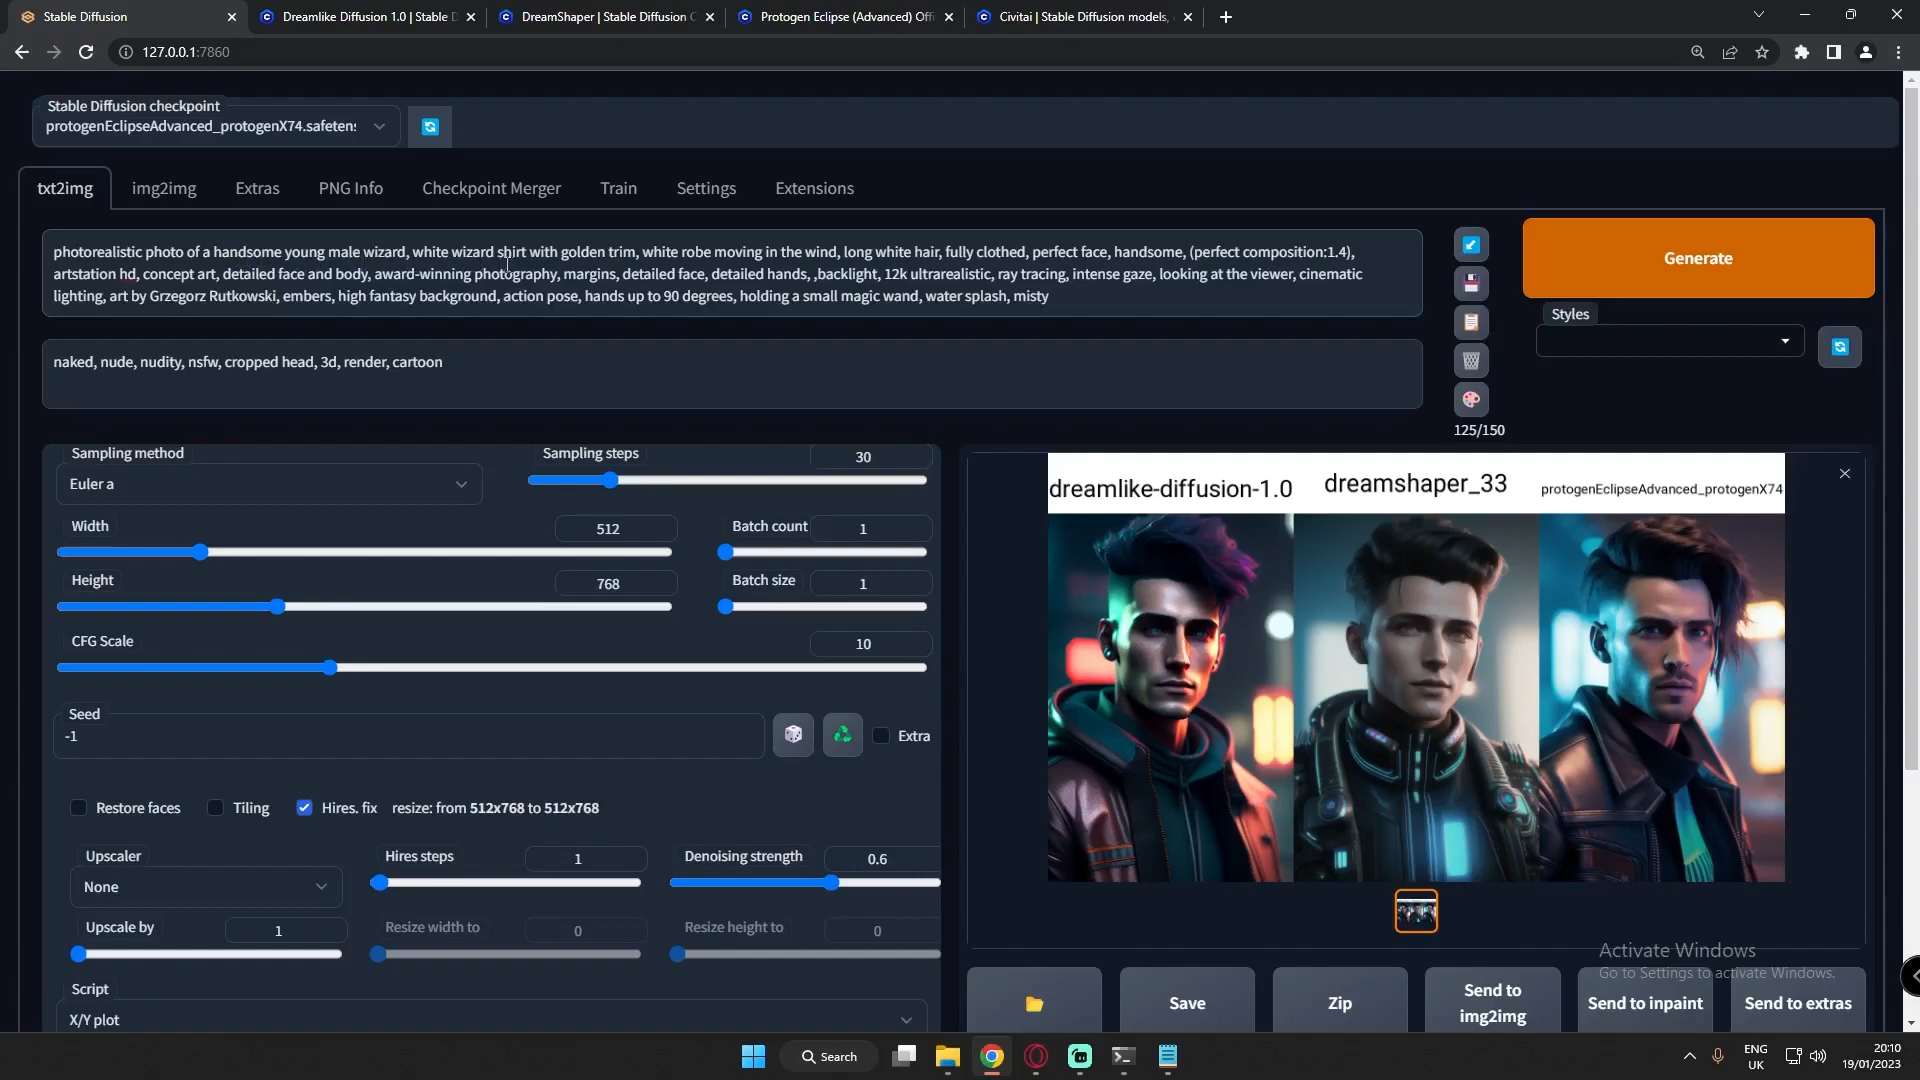 Stable Diffusion
Dreamlike Diffusion 1.0 | Stable D
DreamShaper | Stable Diffusion C
Protogen Eclipse (Advanced) Offi
Civitai | Stable Diffusion models,
127.0.0.1:7860
Stable Diffusion checkpoint
protogenEclipseAdvanced_protogenX74.safeten:
txt2img
img2img
Extras
PNG Info
Checkpoint Merger
Train
Settings
Extensions
photorealistic photo of a handsome young male wizard, white wizard shirt with golden trim, white robe moving in the wind, long white hair, fully clothed, perfect face, handsome, (perfect composition:1.4),
artstation hd, concept art, detailed face and body, award-winning photography, margins, detailed face, detailed hands, ,backlight, 12k ultrarealistic, ray tracing, intense gaze, looking at the viewer, cinematic
lighting, art by Grzegorz Rutkowski, embers, high fantasy background, action pose, hands up to 90 degrees, holding a small magic wand, water splash, misty
Generate
Styles
naked, nude, nudity, nsfw, cropped head, 3d, render, cartoon
125/150
Sampling method
Euler a
Sampling steps
30
Width
512
Batch count
1
Height
768
Batch size
1
CFG Scale
10
Seed
-1
Extra
Restore faces
Tiling
Hires. fix
resize: from 512x768 to 512x768
Upscaler
None
Hires steps
1
Denoising strength
0.6
Upscale by
1
Resize width to
0
Resize height to
0
Script
X/Y plot
dreamlike-diffusion-1.0
dreamshaper_33
protogenEclipseAdvanced_protogenX74
Activate Windows
Go to Settings to activate Windows.
Save
Zip
Send to
img2img
Send to inpaint
Send to extras
Search
ENG
UK
20:10
19/01/2023